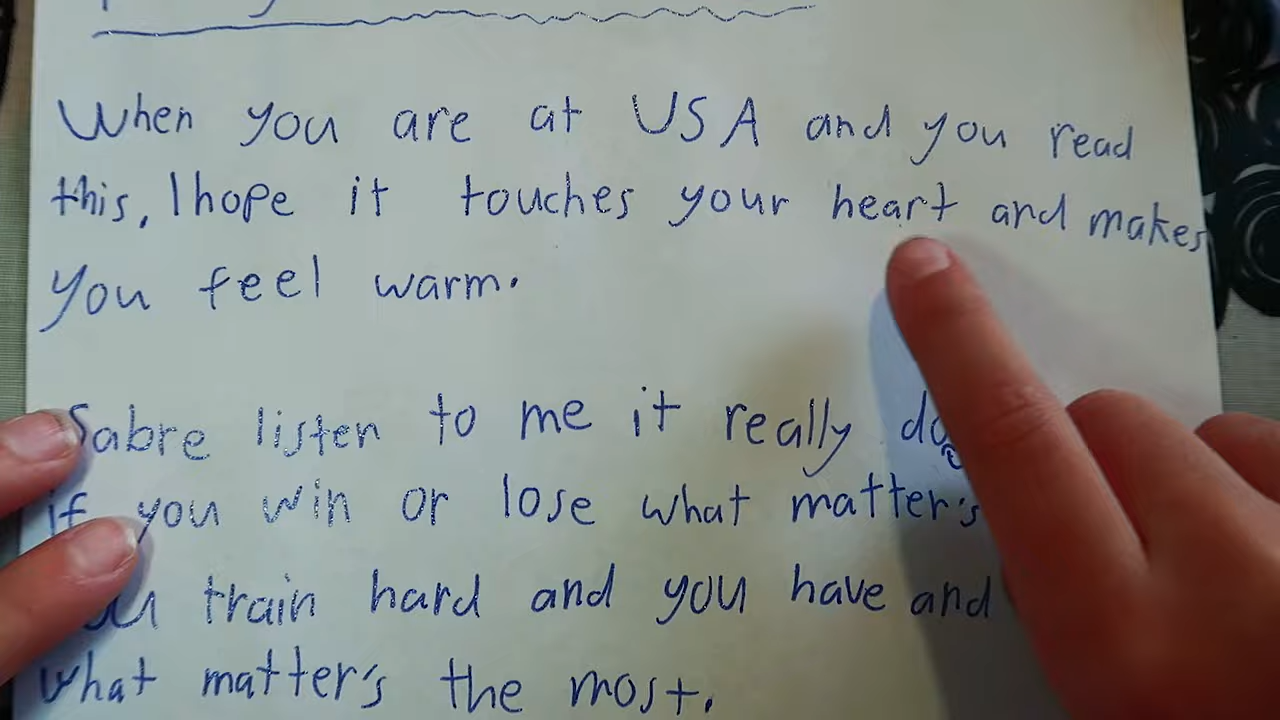 When you are at USA and you read
this, I hope it touches your heart and makes
you feel warm.
Sabre listen to me it really
if you win or lose what matter's
train hard and you have and
what matter's the most.